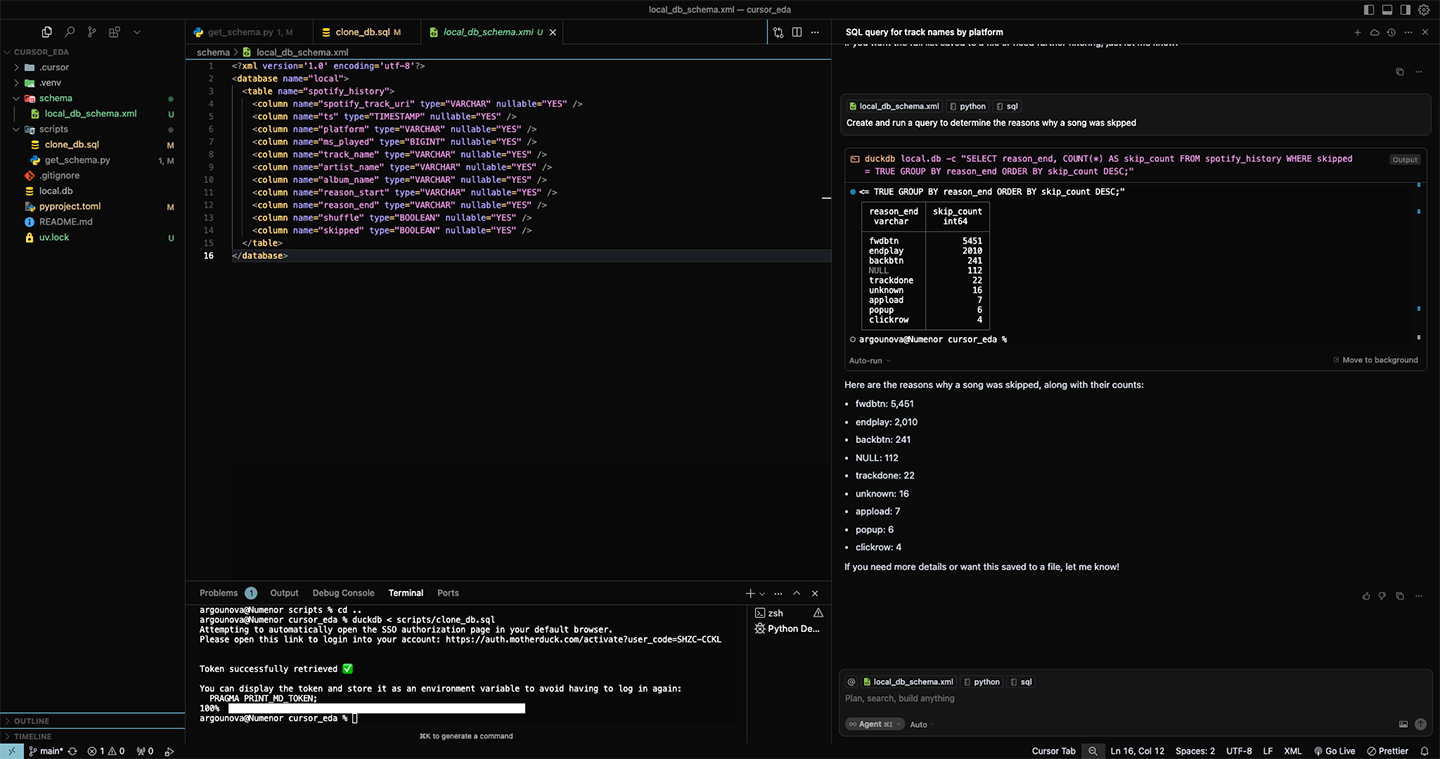 local_db_schema.xml — cursor_eda
CURSOR_EDA
.cursor
.venv
schema
local_db_schema.xml U
scripts
clone_db.sql M
get_schema.py 1, M
.gitignore
local.db
pyproject.toml M
README.md
uv.lock U
OUTLINE
TIMELINE
get_schema.py 1, M
clone_db.sql M
local_db_schema.xml U
schema > local_db_schema.xml
1 <?xml version='1.0' encoding='utf-8'?>
2 <database name="local">
3 <table name="spotify_history">
4 <column name="spotify_track_uri" type="VARCHAR" nullable="YES" />
5 <column name="ts" type="TIMESTAMP" nullable="YES" />
6 <column name="platform" type="VARCHAR" nullable="YES" />
7 <column name="ms_played" type="BIGINT" nullable="YES" />
8 <column name="track_name" type="VARCHAR" nullable="YES" />
9 <column name="artist_name" type="VARCHAR" nullable="YES" />
10 <column name="album_name" type="VARCHAR" nullable="YES" />
11 <column name="reason_start" type="VARCHAR" nullable="YES" />
12 <column name="reason_end" type="VARCHAR" nullable="YES" />
13 <column name="shuffle" type="BOOLEAN" nullable="YES" />
14 <column name="skipped" type="BOOLEAN" nullable="YES" />
15 </table>
16 </database>
Problems 1 Output Debug Console Terminal Ports
argounova@Numenor scripts % cd ..
argounova@Numenor cursor_eda % duckdb < scripts/clone_db.sql
Attempting to automatically open the SSO authorization page in your default browser.
Please open this link to login into your account: https://auth.motherduck.com/activate?user_code=SHZC-CCKL
Token successfully retrieved ✅
You can display the token and store it as an environment variable to avoid having to log in again:
PRAGMA PRINT_MD_TOKEN;
100%
argounova@Numenor cursor_eda %
⌘K to generate a command
zsh
Python De...
SQL query for track names by platform
If you want the full list saved to a file or need further filtering, just let me know!
local_db_schema.xml python sql
Create and run a query to determine the reasons why a song was skpped
duckdb local.db -c "SELECT reason_end, COUNT(*) AS skip_count FROM spotify_history WHERE skipped
= TRUE GROUP BY reason_end ORDER BY skip_count DESC;"
Output
<= TRUE GROUP BY reason_end ORDER BY skip_count DESC;"
reason_end skip_count
varchar int64
fwdbtn 5451
endplay 2010
backbtn 241
NULL 112
trackdone 22
unknown 16
appload 7
popup 6
clickrow 4
argounova@Numenor cursor_eda %
Auto-run
Move to background
Here are the reasons why a song was skipped, along with their counts:
• fwdbtn: 5,451
• endplay: 2,010
• backbtn: 241
• NULL: 112
• trackdone: 22
• unknown: 16
• appload: 7
• popup: 6
• clickrow: 4
If you need more details or want this saved to a file, let me know!
@ local_db_schema.xml python sql
Plan, search, build anything
∞ Agent ⌘I Auto
main* 1 0 0
Cursor Tab Ln 16, Col 12 Spaces: 2 UTF-8 LF XML Go Live Prettier